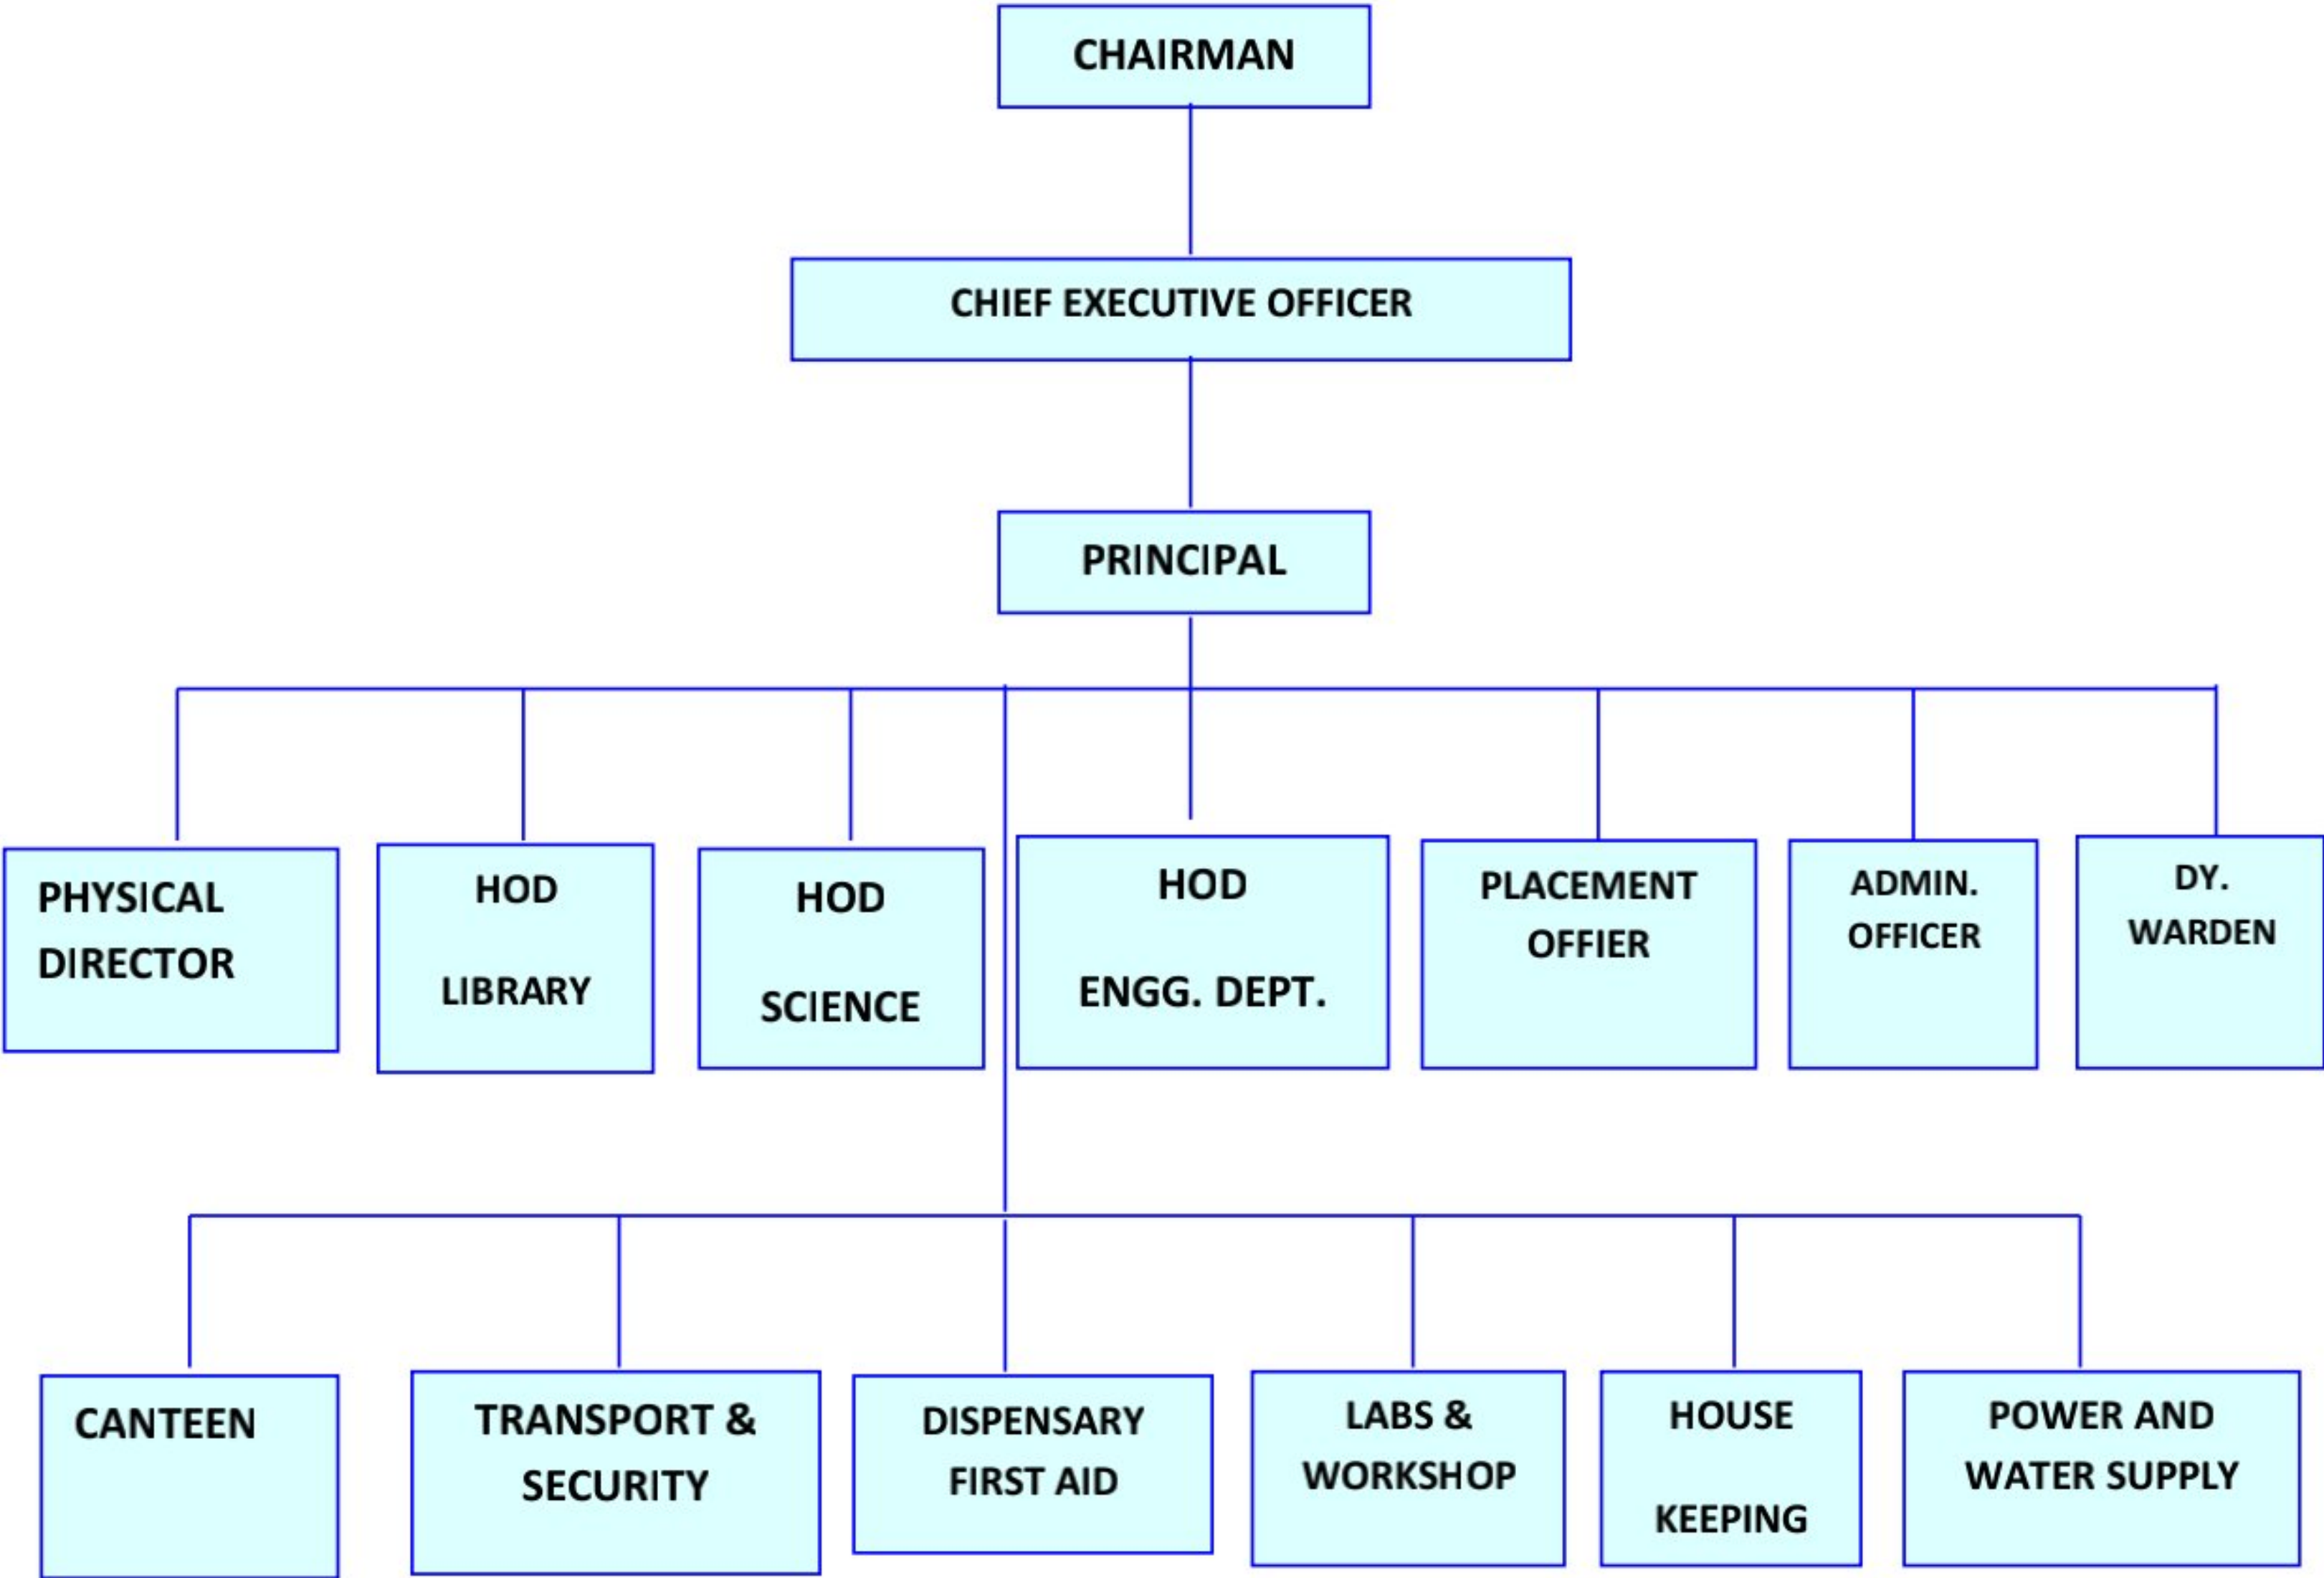 CHAIRMAN
CHIEF EXECUTIVE OFFICER
PRINCIPAL
PHYSICAL
DIRECTOR
HOD
LIBRARY
HOD
SCIENCE
HOD
ENGG. DEPT.
PLACEMENT
OFFIER
ADMIN.
OFFICER
DY.
WARDEN
CANTEEN
TRANSPORT &
SECURITY
DISPENSARY
FIRST AID
LABS &
WORKSHOP
HOUSE
KEEPING
POWER AND
WATER SUPPLY